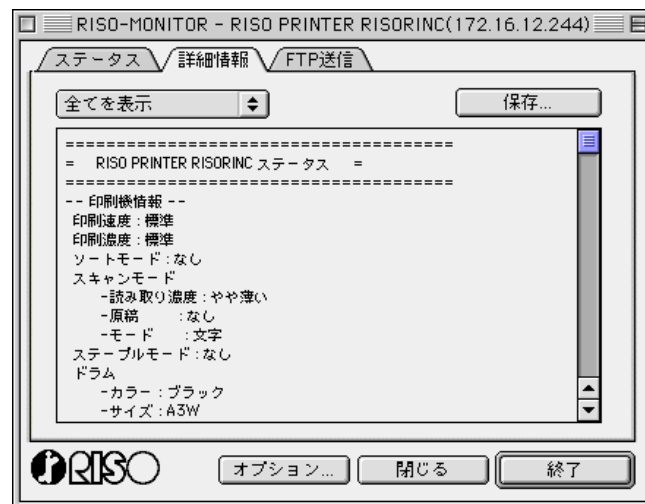 RISO-MONITOR - RISO PRINTER RISORINC(172.16.12.244)
ステータス 詳細情報 FTP送信
全てを表示 保存...
=======================================
= RISO PRINTER RISORINC ステータス =
=======================================
-- 印刷機情報 --
印刷速度:標準
印刷濃度:標準
ソートモード:なし
スキャンモード
-読み取り濃度:やや薄い
-原稿 :なし
-モード :文字
ステープルモード:なし
ドラム
-カラー:ブラック
-サイズ:A3W
RISO オプション... 閉じる 終了